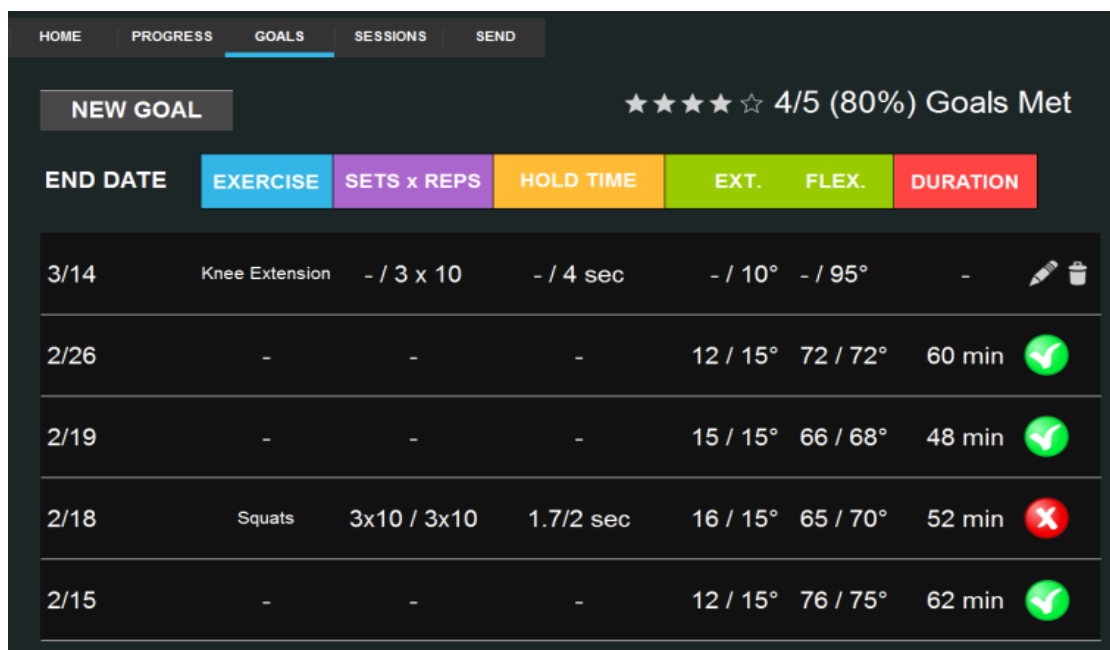 HOME PROGRESS GOALS SESSIONS SEND
NEW GOAL ★★★★☆ 4/5 (80%) Goals Met
END DATE EXERCISE SETS x REPS HOLD TIME EXT. FLEX. DURATION
3/14 Knee Extension - / 3 x 10 - / 4 sec - / 10° - / 95° -
2/26 - - - 12 / 15° 72 / 72° 60 min
2/19 - - - 15 / 15° 66 / 68° 48 min
2/18 Squats 3x10 / 3x10 1.7/2 sec 16 / 15° 65 / 70° 52 min
2/15 - - - 12 / 15° 76 / 75° 62 min